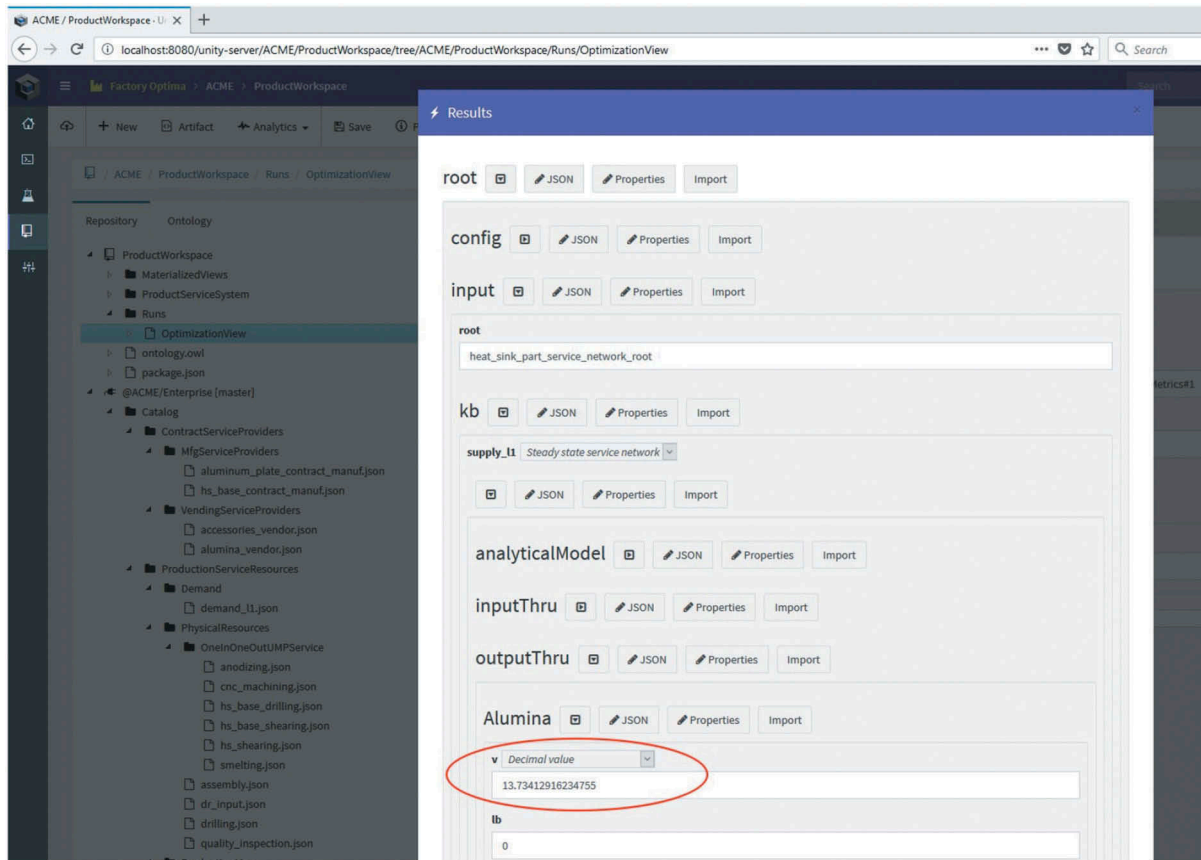 ACME / ProductWorkspace - U
localhost:8080/unity-server/ACME/ProductWorkspace/tree/ACME/ProductWorkspace/Runs/OptimizationView
Search
Factory Optima > ACME > ProductWorkspace
Search
Results
New Artifact Analytics Save
root JSON Properties Import
/ ACME / ProductWorkspace / Runs / OptimizationView
Repository Ontology
config JSON Properties Import
ProductWorkspace
MaterializedViews
ProductServiceSystem
input JSON Properties Import
Runs
OptimizationView
root
ontology.owl
heat_sink_part_service_network_root
package.json
Metrics#1
@ACME/Enterprise [master]
Catalog
kb JSON Properties Import
ContractServiceProviders
MfgServiceProviders
supply_l1 Steady state service network
aluminum_plate_contract_manuf.json
hs_base_contract_manuf.json
JSON Properties Import
VendingServiceProviders
accessories_vendor.json
alumina_vendor.json
analyticalModel JSON Properties Import
ProductionServiceResources
Demand
demand_l1.json
inputThru JSON Properties Import
PhysicalResources
OneInOneOutUMPService
outputThru JSON Properties Import
anodizing.json
cnc_machining.json
hs_base_drilling.json
Alumina JSON Properties Import
hs_base_shearing.json
hs_shearing.json
smelting.json
v Decimal value
assembly.json
13.73412916234755
dr_input.json
drilling.json
lb
quality_inspection.json
0